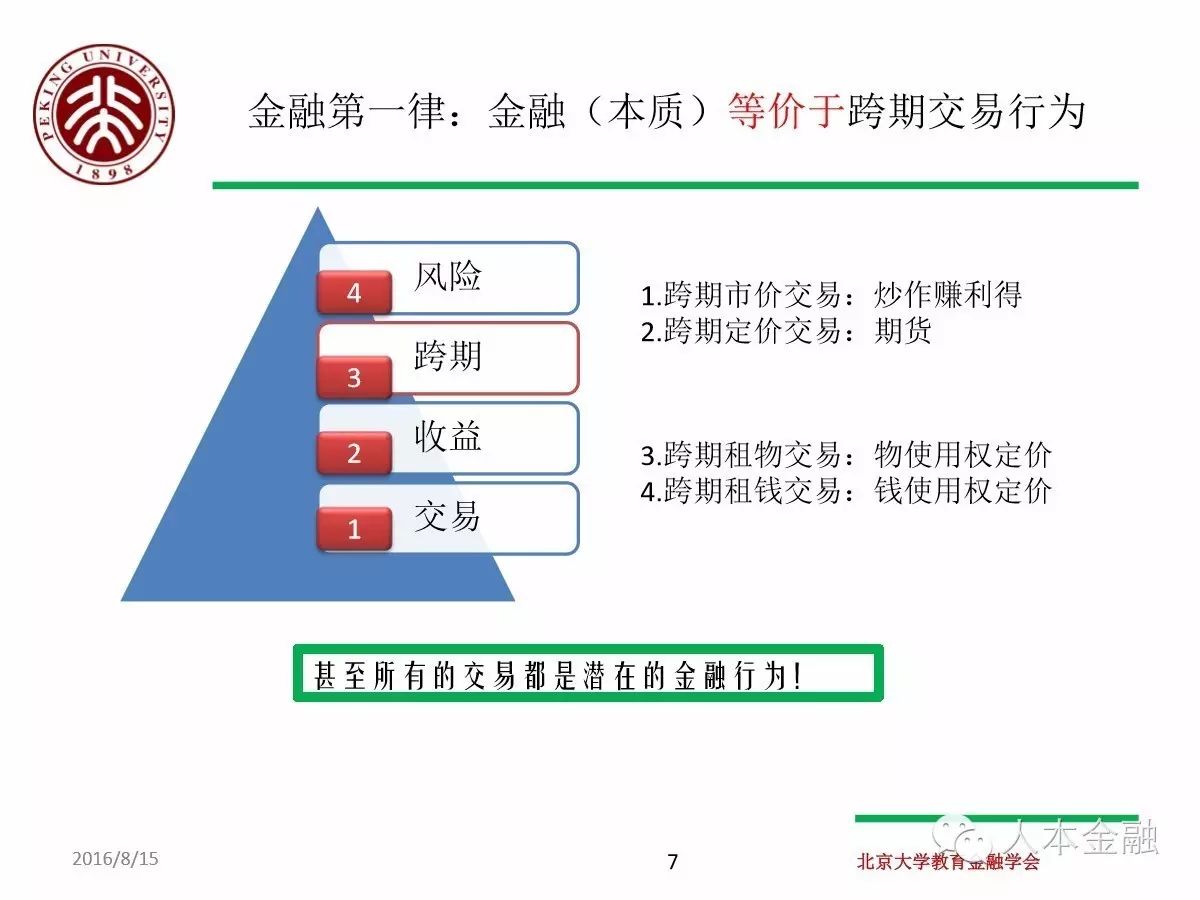 PEKING UNIVERSITY
1898
金融第一律：金融（本质）等价于跨期交易行为
4 风险
3 跨期
2 收益
1 交易
1.跨期市价交易：炒作赚利得
2.跨期定价交易：期货
3.跨期租物交易：物使用权定价
4.跨期租钱交易：钱使用权定价
甚至所有的交易都是潜在的金融行为！
人本金融
2016/8/15
7
北京大学教育金融学会